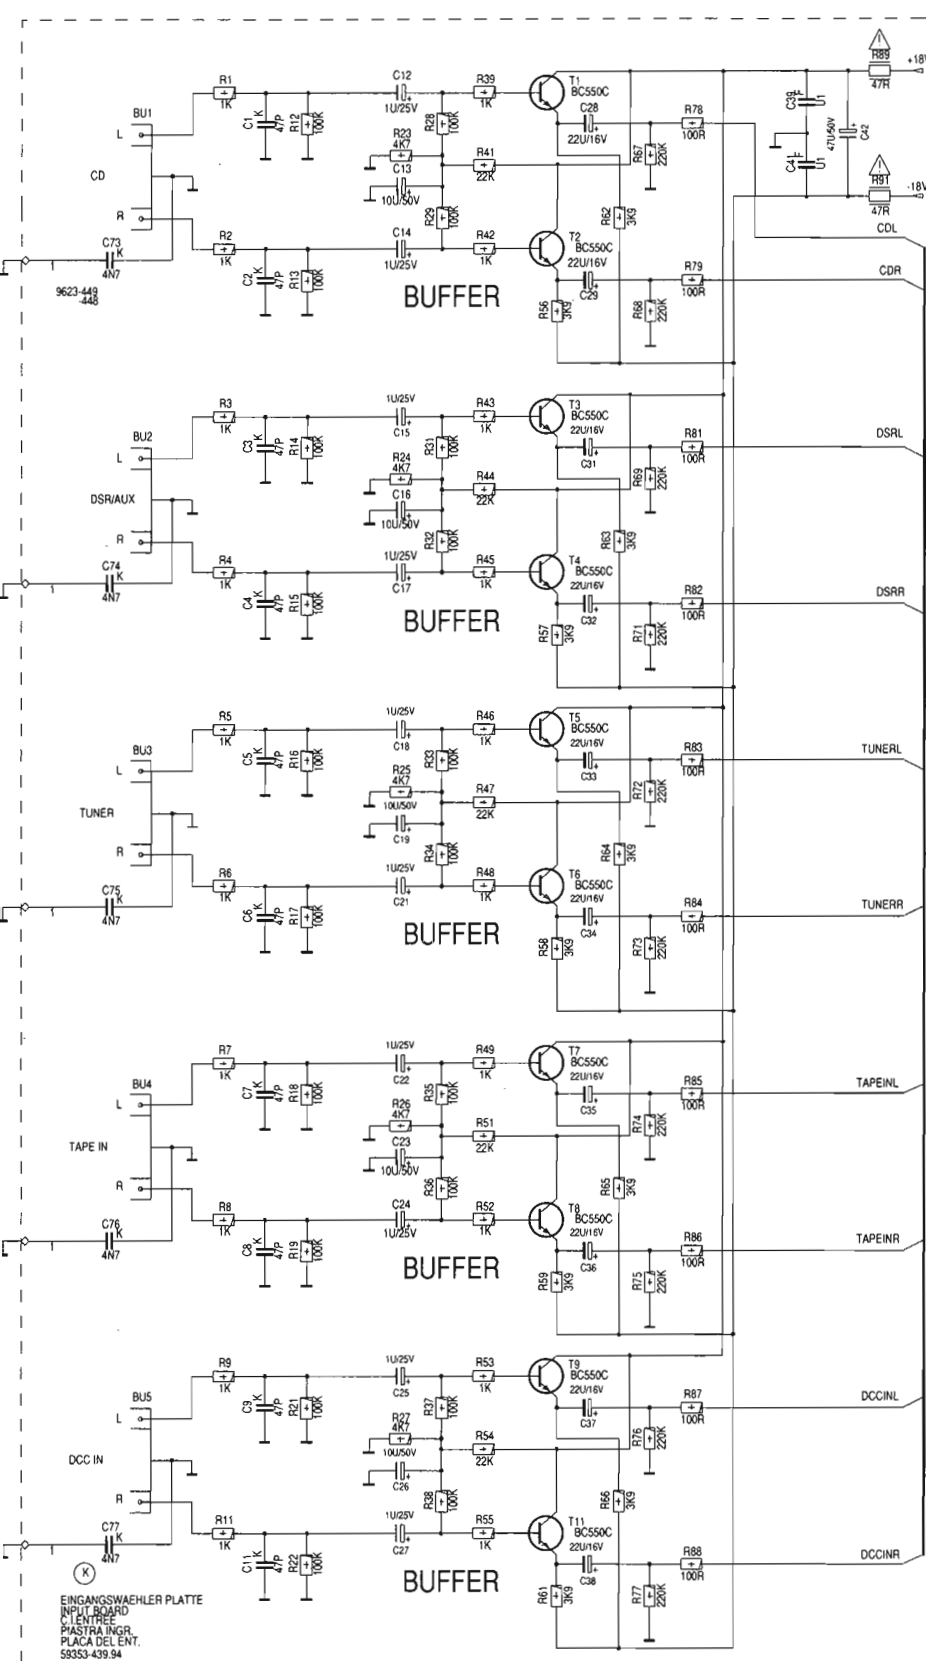 R89
+18V
47R
C39
U1
C41
U1
47U/50V
C42
R91
-18V
47R
BU1
L
CD
R
C73
K
4N7
9623-449
-448
R1
1K
C1
K
47P
R12
100K
C12
1U/25V
R28
100K
R23
4K7
C13
10U/50V
R29
100K
R39
1K
R41
22K
T1
BC550C
C28
22U/16V
R67
220K
R78
100R
CDL
R62
3K9
R2
1K
C2
K
47P
R13
100K
C14
1U/25V
R42
1K
T2
BC550C
22U/16V
C29
R56
3K9
R68
220K
R79
100R
CDR
BUFFER
BU2
L
DSR/AUX
R
C74
K
4N7
R3
1K
C3
K
47P
R14
100K
1U/25V
C15
R31
100K
R24
4K7
C16
10U/50V
R32
100K
R43
1K
R44
22K
T3
BC550C
22U/16V
C31
R69
220K
R81
100R
DSRL
R63
3K9
R4
1K
C4
K
47P
R15
100K
1U/25V
C17
R45
1K
T4
BC550C
22U/16V
C32
R57
3K9
R71
220K
R82
100R
DSRR
BUFFER
BU3
L
TUNER
R
C75
K
4N7
R5
1K
C5
K
47P
R16
100K
1U/25V
C18
R33
100K
R25
4K7
10U/50V
C19
R34
100K
R46
1K
R47
22K
T5
BC550C
22U/16V
C33
R72
220K
R83
100R
TUNERL
R64
3K9
R6
1K
C6
K
47P
R17
100K
1U/25V
C21
R48
1K
T6
BC550C
22U/16V
C34
R58
3K9
R73
220K
R84
100R
TUNERR
BUFFER
BU4
L
TAPE IN
R
C76
K
4N7
R7
1K
C7
K
47P
R18
100K
1U/25V
C22
R35
100K
R26
4K7
C23
10U/50V
R36
100K
R49
1K
R51
22K
T7
BC550C
22U/16V
C35
R74
220K
R85
100R
TAPEINL
R65
3K9
R8
1K
C8
K
47P
R19
100K
C24
1U/25V
R52
1K
T8
BC550C
22U/16V
C36
R59
3K9
R75
220K
R86
100R
TAPEINR
BUFFER
BU5
L
DCC IN
R
C77
K
4N7
R9
1K
C9
K
47P
R21
100K
1U/25V
C25
R37
100K
R27
4K7
10U/50V
C26
R38
100K
R53
1K
R54
22K
T9
BC550C
22U/16V
C37
R76
220K
R87
100R
DCCINL
R66
3K9
R11
1K
C11
K
47P
R22
100K
1U/25V
C27
R55
1K
T11
BC550C
22U/16V
C38
R61
3K9
R77
220K
R88
100R
DCCINR
BUFFER
K
EINGANGSWAEHLER PLATTE
INPUT BOARD
C.I.ENTREE
PIASTRA INGR.
PLACA DEL ENT.
59353-439.94